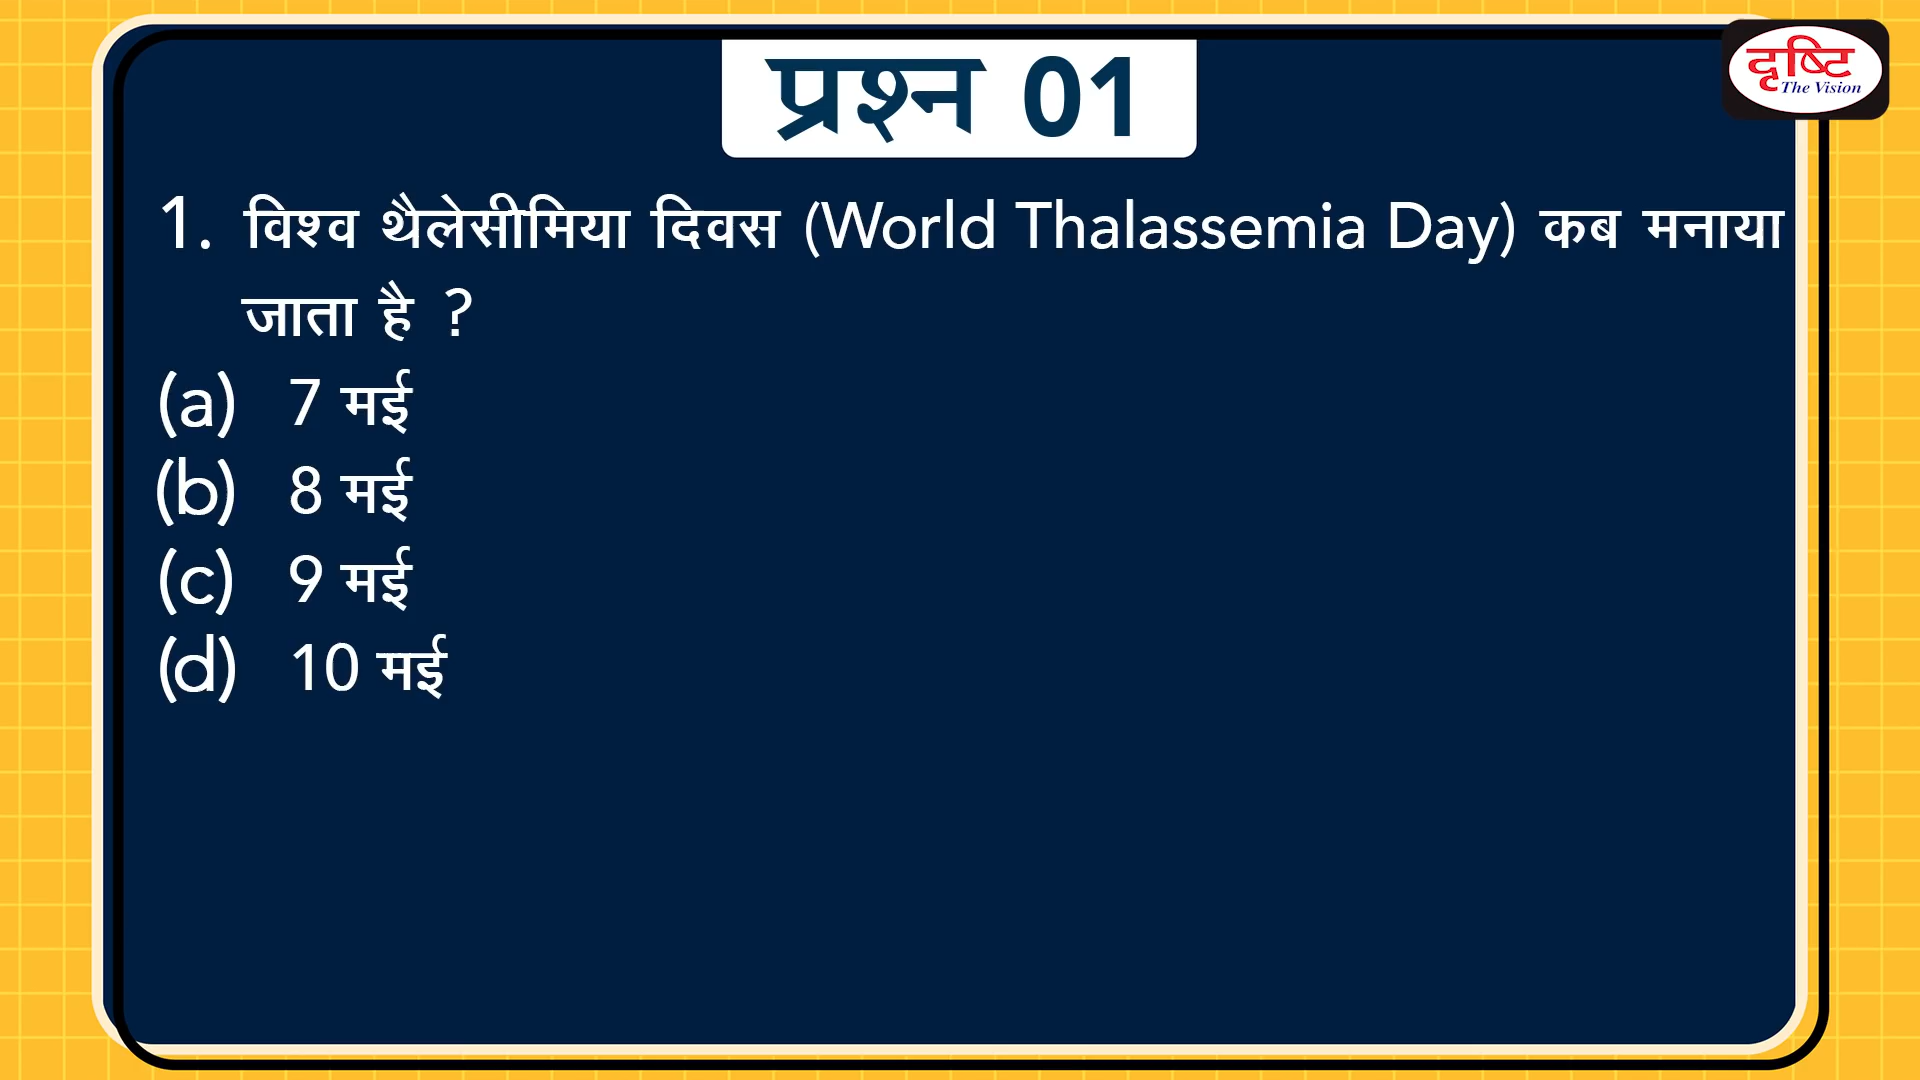 प्रश्न 01
दृष्टि
The Vision
1. विश्व थैलेसीमिया दिवस (World Thalassemia Day) कब मनाया
जाता है ?
(a) 7 मई
(b) 8 मई
(c) 9 मई
(d) 10 मई